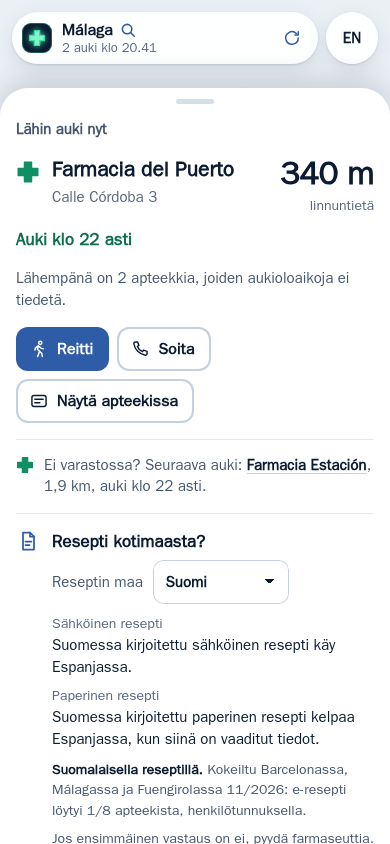 Málaga
2 auki klo 20.41
EN
Lähin auki nyt
Farmacia del Puerto
340 m
Calle Córdoba 3
linnuntietä
Auki klo 22 asti
Lähempänä on 2 apteekkia, joiden aukioloaikoja ei
tiedetä.
Reitti
Soita
Näytä apteekissa
Ei varastossa? Seuraava auki: Farmacia Estación,
1,9 km, auki klo 22 asti.
Resepti kotimaasta?
Reseptin maa
Suomi
Sähköinen resepti
Suomessa kirjoitettu sähköinen resepti käy
Espanjassa.
Paperinen resepti
Suomessa kirjoitettu paperinen resepti kelpaa
Espanjassa, kun siinä on vaaditut tiedot.
Suomalaisella reseptillä. Kokeiltu Barcelonassa,
Málagassa ja Fuengirolassa 11/2026: e-resepti
löytyi 1/8 apteekista, henkilötunnuksella.
Jos ensimmäinen vastaus on ei, pyydä farmaseuttia.